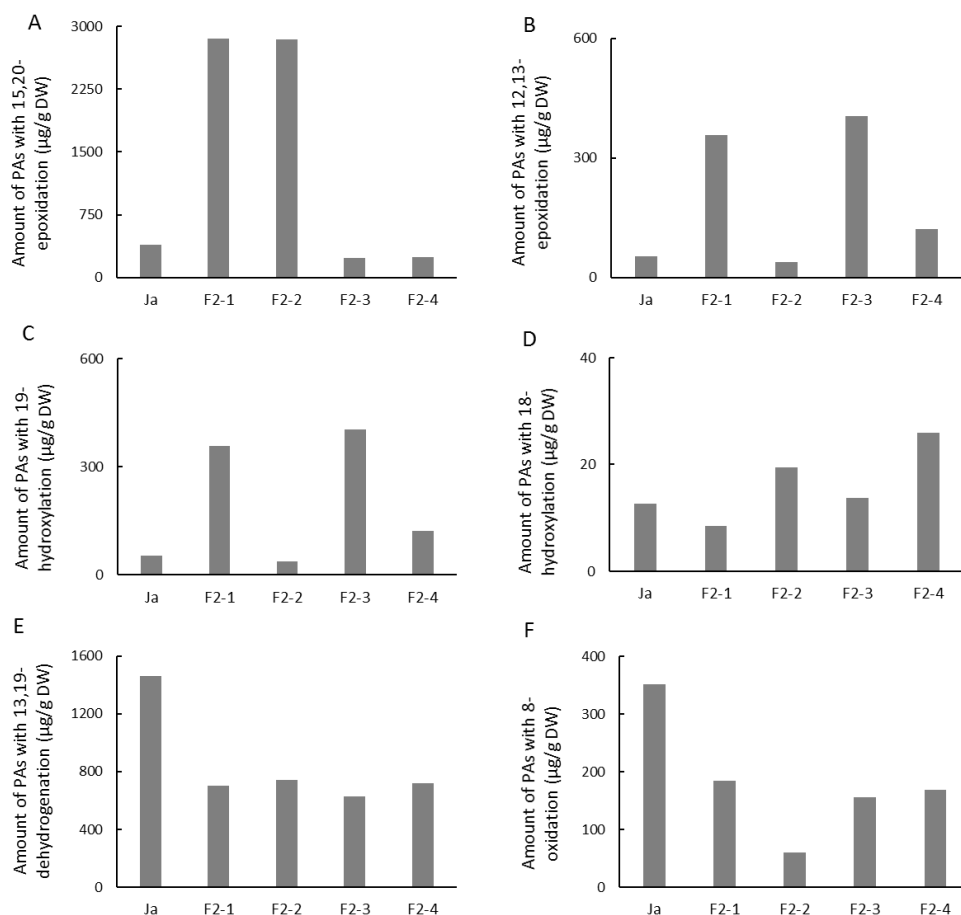 A
Amount of PAs with 15,20-
epoxidation (µg/g DW)
3000
2250
1500
750
0
Ja F2-1 F2-2 F2-3 F2-4
B
Amount of PAs with 12,13-
epoxidation (µg/g DW)
600
300
0
Ja F2-1 F2-2 F2-3 F2-4
C
Amount of PAs with 19-
hydroxylation (µg/g DW)
600
300
0
Ja F2-1 F2-2 F2-3 F2-4
D
Amount of PAs with 18-
hydroxylation (µg/g DW)
40
20
0
Ja F2-1 F2-2 F2-3 F2-4
E
Amount of PAs with 13,19-
dehydrogenation (µg/g DW)
1600
1200
800
400
0
Ja F2-1 F2-2 F2-3 F2-4
F
Amount of PAs with 8-
oxidation (µg/g DW)
400
300
200
100
0
Ja F2-1 F2-2 F2-3 F2-4